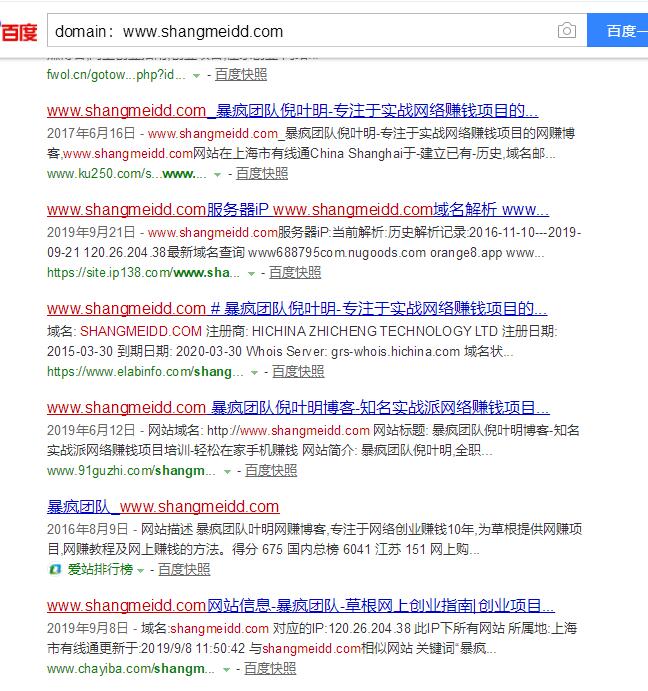 百度
domain：www.shangmeidd.com
百度一
fwol.cn/gotow...php?id... - 百度快照
www.shangmeidd.com_暴疯团队倪叶明-专注于实战网络赚钱项目的...
2017年6月16日 - www.shangmeidd.com_暴疯团队倪叶明-专注于实战网络赚钱项目的网赚博
客,www.shangmeidd.com网站在上海市有线通China Shanghai于-建立已有-历史,域名邮...
www.ku250.com/s...www.... - 百度快照
www.shangmeidd.com服务器iP www.shangmeidd.com域名解析 www...
2019年9月21日 - www.shangmeidd.com服务器iP:当前解析:历史解析记录:2016-11-10---2019-
09-21 120.26.204.38最新域名查询 www688795com.nugoods.com orange8.app www...
https://site.ip138.com/www.sha... - 百度快照
www.shangmeidd.com # 暴疯团队倪叶明-专注于实战网络赚钱项目的...
域名: SHANGMEIDD.COM 注册商: HICHINA ZHICHENG TECHNOLOGY LTD 注册日期:
2015-03-30 到期日期: 2020-03-30 Whois Server: grs-whois.hichina.com 域名状...
https://www.elabinfo.com/shang... - 百度快照
www.shangmeidd.com 暴疯团队倪叶明博客-知名实战派网络赚钱项目...
2019年6月12日 - 网站域名: http://www.shangmeidd.com 网站标题: 暴疯团队倪叶明博客-知名
实战派网络赚钱项目培训-轻松在家手机赚钱 网站简介: 暴疯团队倪叶明,全职...
www.91guzhi.com/shangm... - 百度快照
暴疯团队_www.shangmeidd.com
2016年8月9日 - 网站描述 暴疯团队叶明网赚博客,专注于网络创业赚钱10年,为草根提供网赚项
目,网赚教程及网上赚钱的方法。得分 675 国内总榜 6041 江苏 151 网上购...
爱站排行榜 - 百度快照
www.shangmeidd.com网站信息-暴疯团队-草根网上创业指南|创业项目...
2019年9月8日 - 域名:shangmeidd.com 对应的IP:120.26.204.38 此IP下所有网站 所属地:上海
市有线通更新于:2019/9/8 11:50:42 与shangmeidd.com相似网站 关键词“暴疯...
www.chayiba.com/shangm... - 百度快照